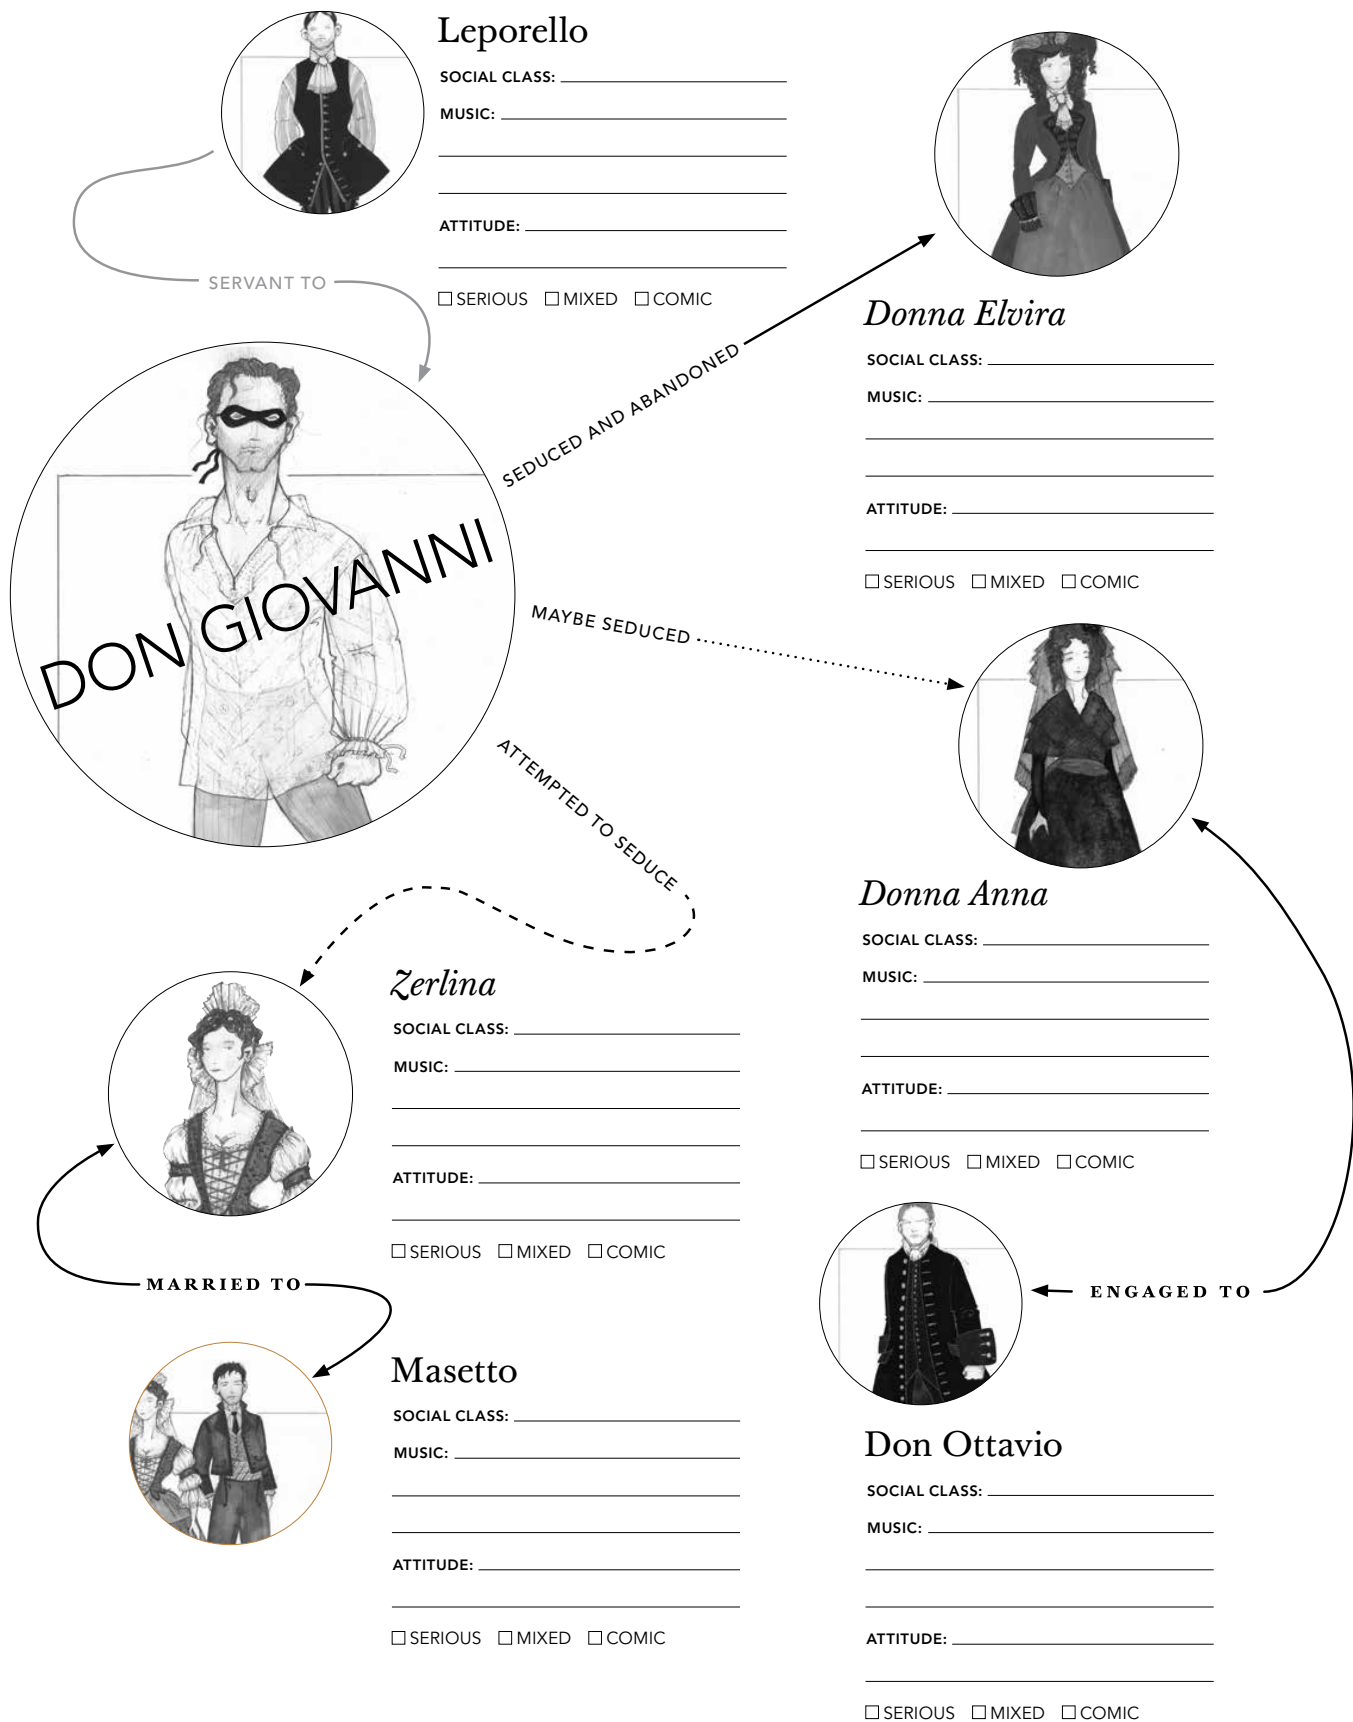 Leporello
SOCIAL CLASS:
MUSIC:
ATTITUDE:
SERIOUS MIXED COMIC
SERVANT TO
DON GIOVANNI
SEDUCED AND ABANDONED
Donna Elvira
SOCIAL CLASS:
MUSIC:
ATTITUDE:
SERIOUS MIXED COMIC
MAYBE SEDUCED
Donna Anna
SOCIAL CLASS:
MUSIC:
ATTITUDE:
SERIOUS MIXED COMIC
ATTEMPTED TO SEDUCE
Zerlina
SOCIAL CLASS:
MUSIC:
ATTITUDE:
SERIOUS MIXED COMIC
MARRIED TO
Masetto
SOCIAL CLASS:
MUSIC:
ATTITUDE:
SERIOUS MIXED COMIC
ENGAGED TO
Don Ottavio
SOCIAL CLASS:
MUSIC:
ATTITUDE:
SERIOUS MIXED COMIC